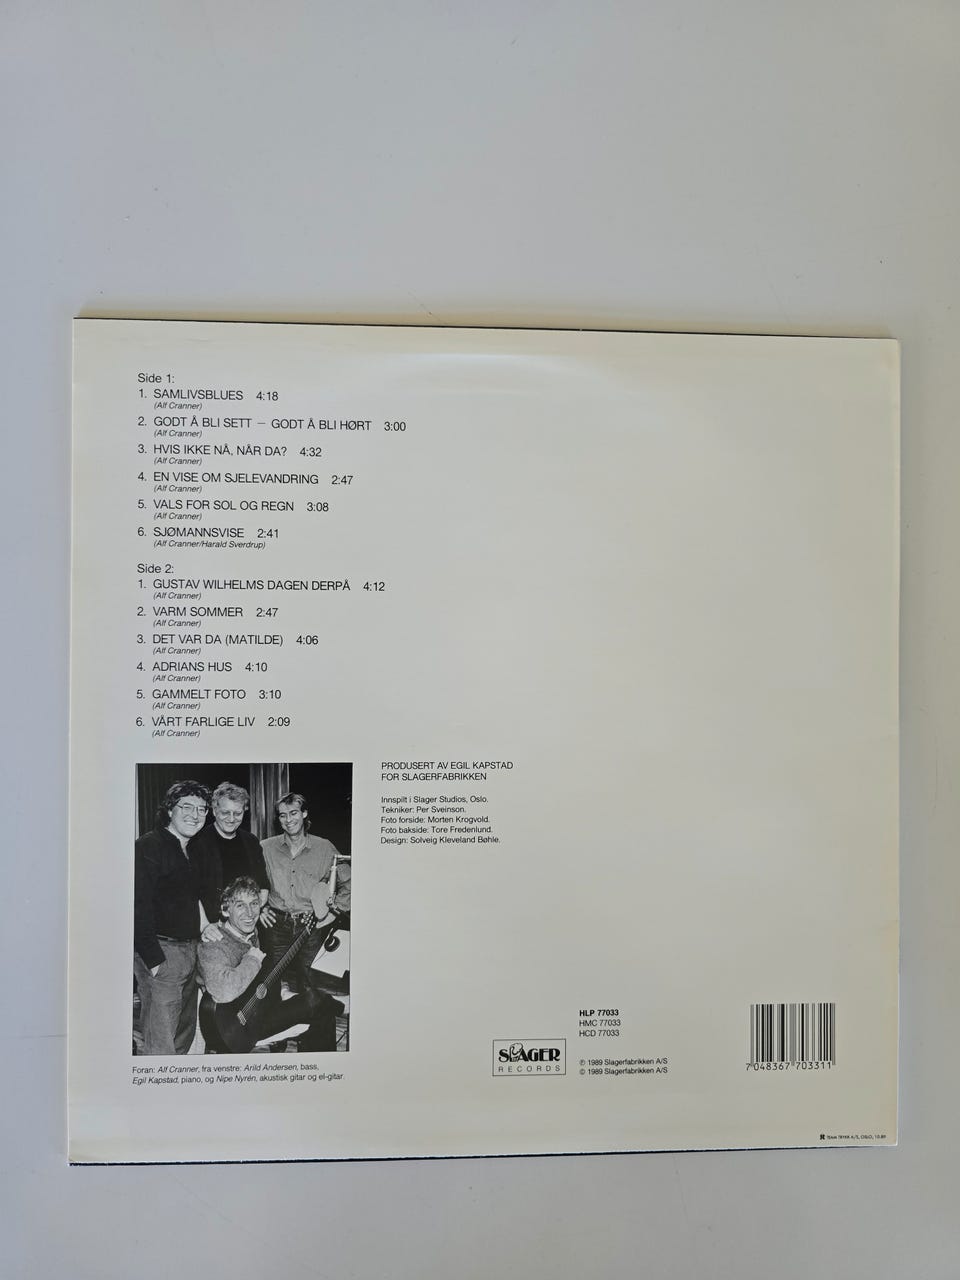 Side 1:
1. SAMLIVSBLUES 4:18
(Alf Cranner)
2. GODT Å BLI SETT – GODT Å BLI HØRT 3:00
(Alf Cranner)
3. HVIS IKKE NÅ, NÅR DA? 4:32
(Alf Cranner)
4. EN VISE OM SJELEVANDRING 2:47
(Alf Cranner)
5. VALS FOR SOL OG REGN 3:08
(Alf Cranner)
6. SJØMANNSVISE 2:41
(Alf Cranner/Harald Sverdrup)
Side 2:
1. GUSTAV WILHELMS DAGEN DERPÅ 4:12
(Alf Cranner)
2. VARM SOMMER 2:47
(Alf Cranner)
3. DET VAR DA (MATILDE) 4:06
(Alf Cranner)
4. ADRIANS HUS 4:10
(Alf Cranner)
5. GAMMELT FOTO 3:10
(Alf Cranner)
6. VÅRT FARLIGE LIV 2:09
(Alf Cranner)
PRODUSERT AV EGIL KAPSTAD
FOR SLAGERFABRIKKEN
Innspilt i Slager Studios, Oslo.
Tekniker: Per Sveinson.
Foto forside: Morten Krogvold.
Foto bakside: Tore Fredenlund.
Design: Solveig Kleveland Bøhle.
Foran: Alf Cranner, fra venstre: Arild Andersen, bass,
Egil Kapstad, piano, og Nipe Nyrén, akustisk gitar og el-gitar.
SLAGER
RECORDS
HLP 77033
HMC 77033
HCD 77033
℗ 1989 Slagerfabrikken A/S
© 1989 Slagerfabrikken A/S
7 048367 703311
TEAM TRYKK A/S, OSLO, 10.89